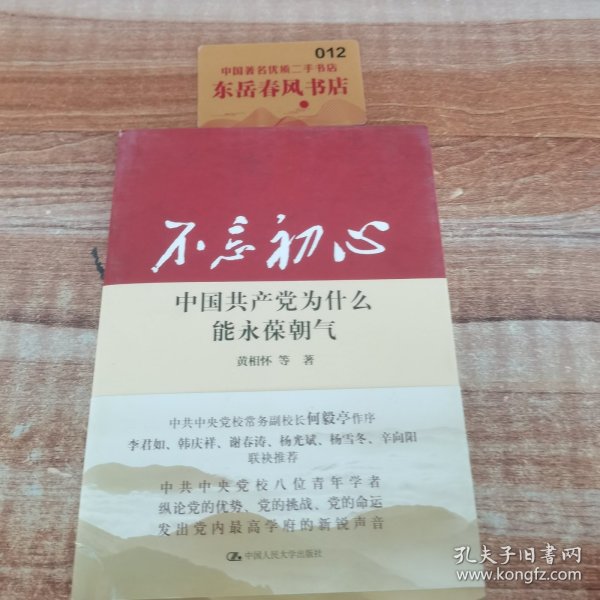 012
中国著名优质二手书店
东岳春风书店
不忘初心
中国共产党为什么
能永葆朝气
黄相怀 等 著
中共中央党校常务副校长何毅亭作序
李君如、韩庆祥、谢春涛、杨光斌、杨雪冬、辛向阳
联袂推荐
中共中央党校八位青年学者
纵论党的优势、党的挑战、党的命运
发出党内最高学府的新锐声音
中国人民大学出版社
孔夫子旧书网
www.kongfz.com